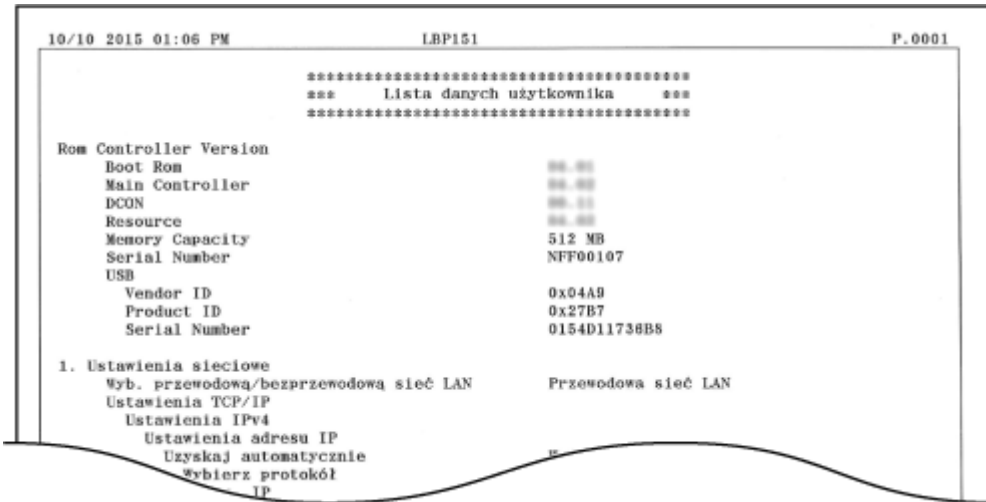 10/10 2015 01:06 PM LBP151 P.0001
****************************************
*** Lista danych użytkownika ***
****************************************
Rom Controller Version
Boot Rom
Main Controller
DCON
Resource
Memory Capacity 512 MB
Serial Number NFF00107
USB
Vendor ID 0x04A9
Product ID 0x27B7
Serial Number 0154D11736B8
1. Ustawienia sieciowe
Wyb. przewodową/bezprzewodową sieć LAN Przewodowa sieć LAN
Ustawienia TCP/IP
Ustawienia IPv4
Ustawienia adresu IP
Uzyskaj automatycznie
Wybierz protokół
IP